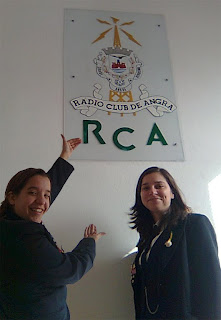 RADIO CLUB DE ANGRA
RCA